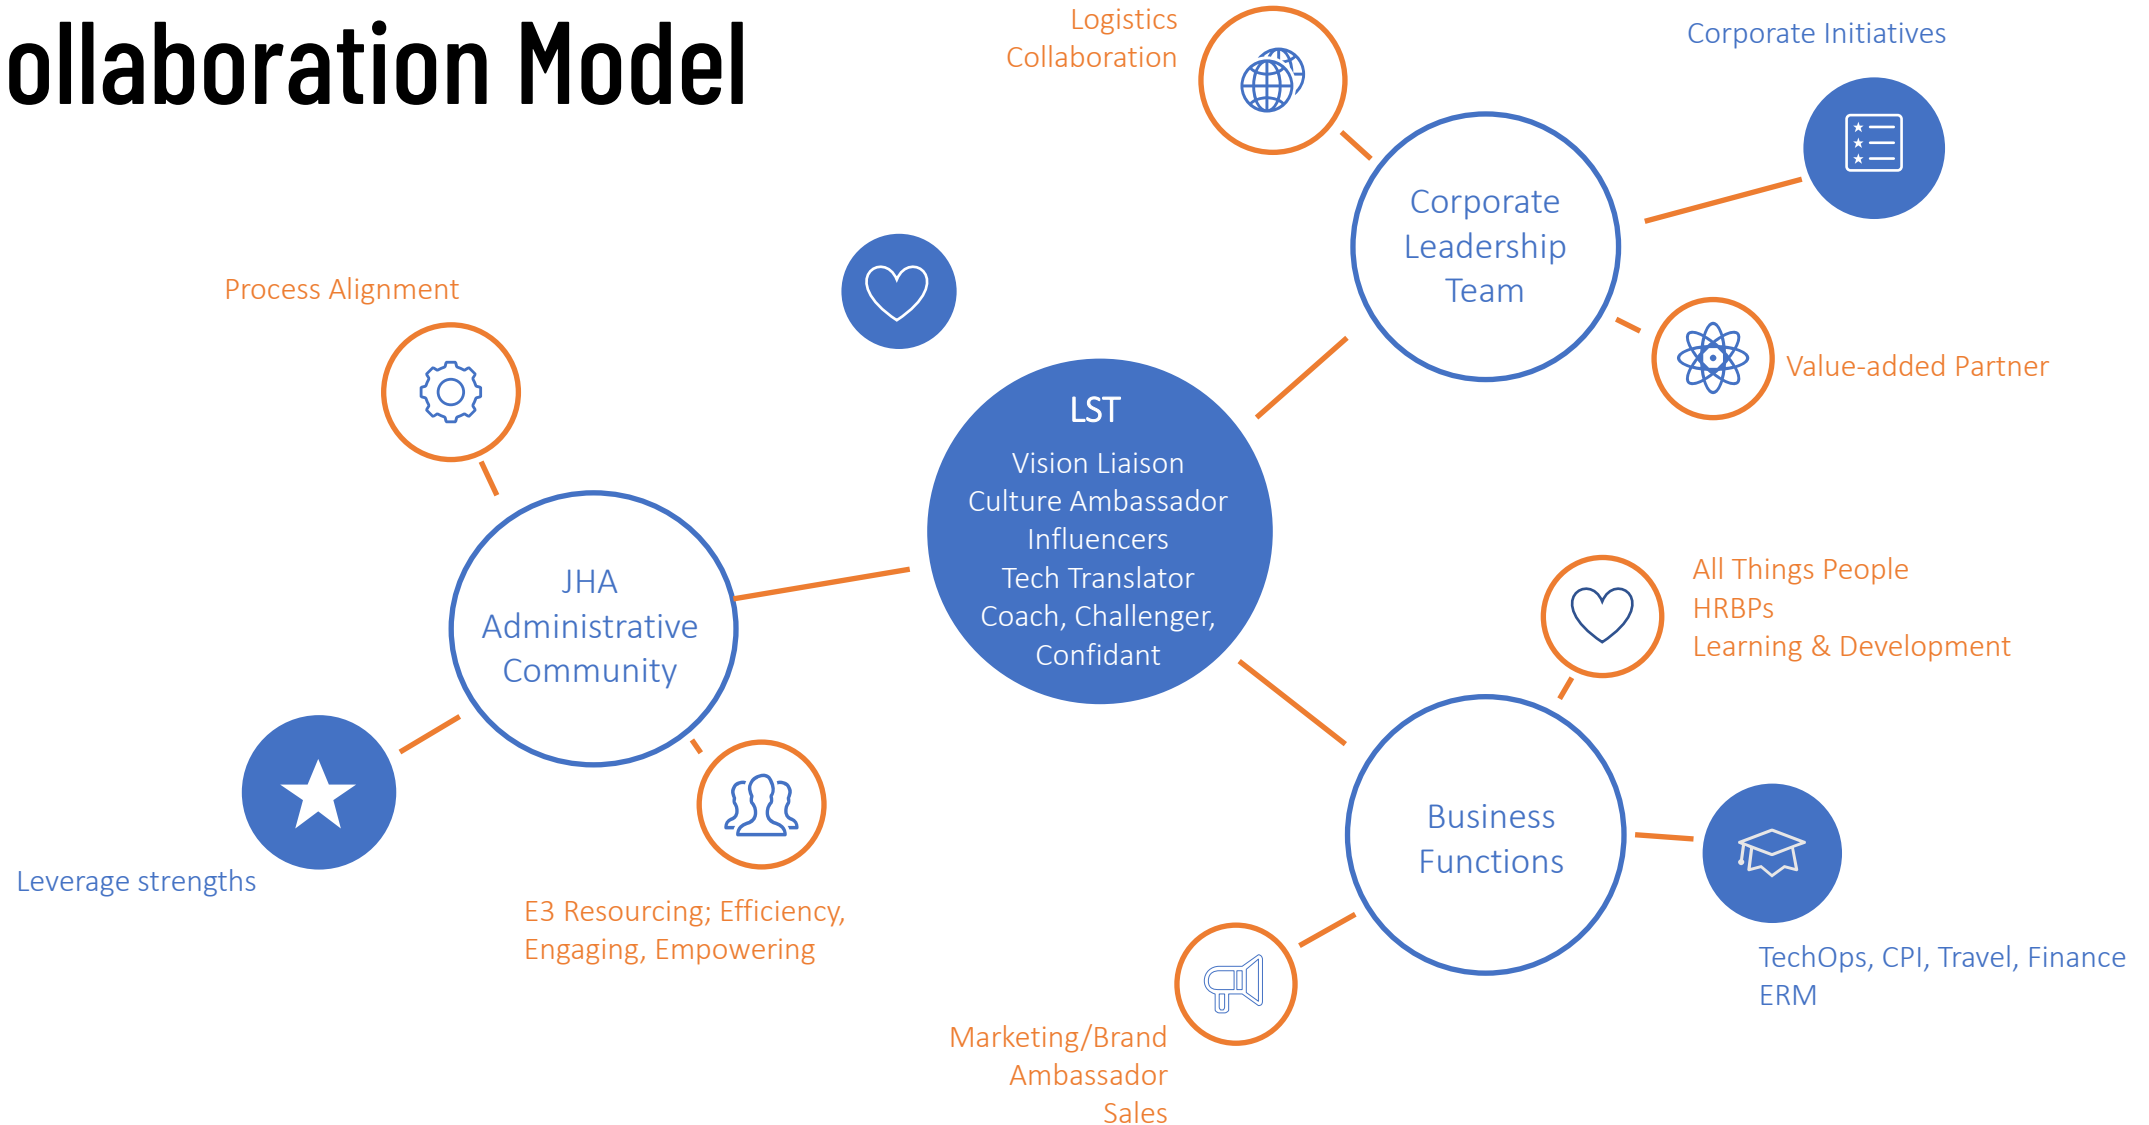 ollaboration Model
Logistics
Collaboration
Corporate Initiatives
Corporate
Leadership
Team
Value-added Partner
Process Alignment
LST
Vision Liaison
Culture Ambassador
Influencers
Tech Translator
Coach, Challenger,
Confidant
JHA
Administrative
Community
Leverage strengths
E3 Resourcing; Efficiency,
Engaging, Empowering
All Things People
HRBPs
Learning & Development
Business
Functions
TechOps, CPI, Travel, Finance
ERM
Marketing/Brand
Ambassador
Sales